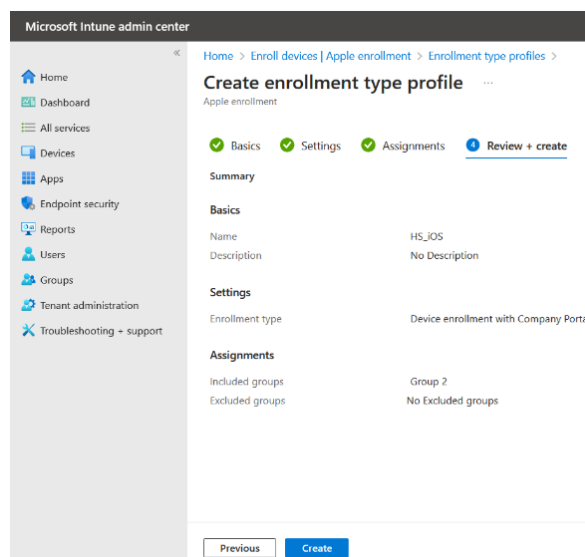 Microsoft Intune admin center
«
Home
Dashboard
All services
Devices
Apps
Endpoint security
Reports
Users
Groups
Tenant administration
Troubleshooting + support
Home > Enroll devices | Apple enrollment > Enrollment type profiles >
Create enrollment type profile ...
Apple enrollment
Basics Settings Assignments 4 Review + create
Summary
Basics
Name HS_iOS
Description No Description
Settings
Enrollment type Device enrollment with Company Porta
Assignments
Included groups Group 2
Excluded groups No Excluded groups
Previous Create